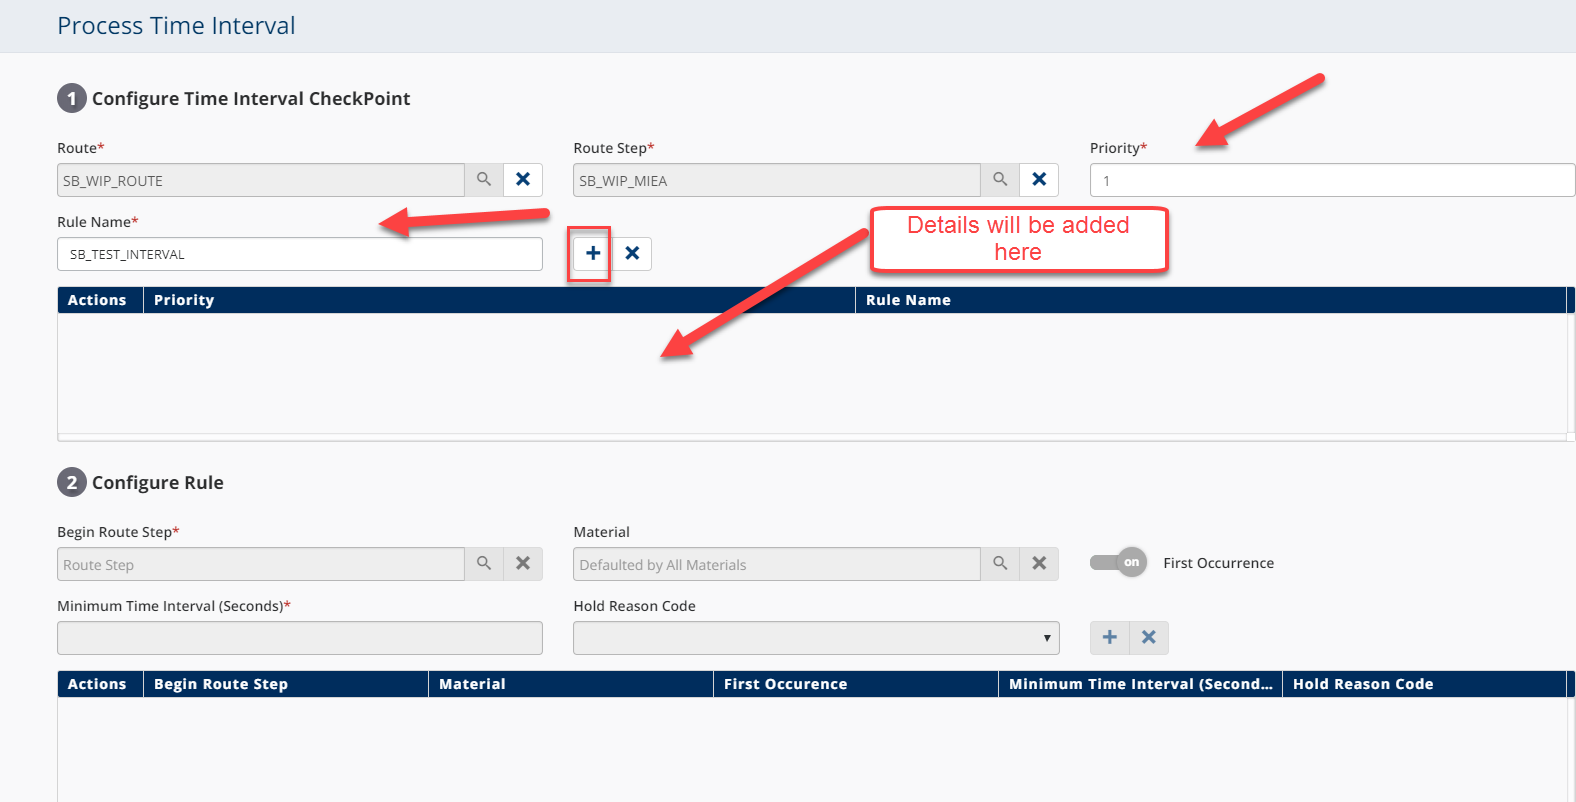 Process Time Interval
1 Configure Time Interval CheckPoint
Route* Route Step* Priority*
SB_WIP_ROUTE SB_WIP_MIEA 1
Rule Name*
SB_TEST_INTERVAL
Details will be added
here
Actions Priority Rule Name
2 Configure Rule
Begin Route Step* Material
Route Step Defaulted by All Materials on First Occurrence
Minimum Time Interval (Seconds)* Hold Reason Code
Actions Begin Route Step Material First Occurence Minimum Time Interval (Second... Hold Reason Code